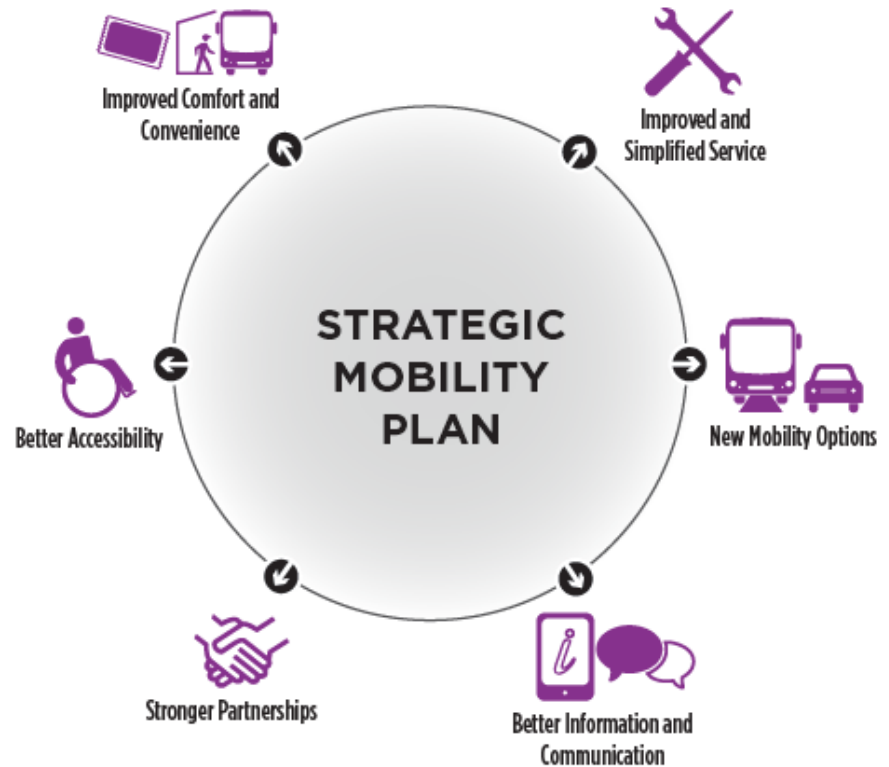 Improved Comfort and
Convenience
Improved and
Simplified Service
STRATEGIC
MOBILITY
PLAN
Better Accessibility
New Mobility Options
Stronger Partnerships
i
Better Information and
Communication